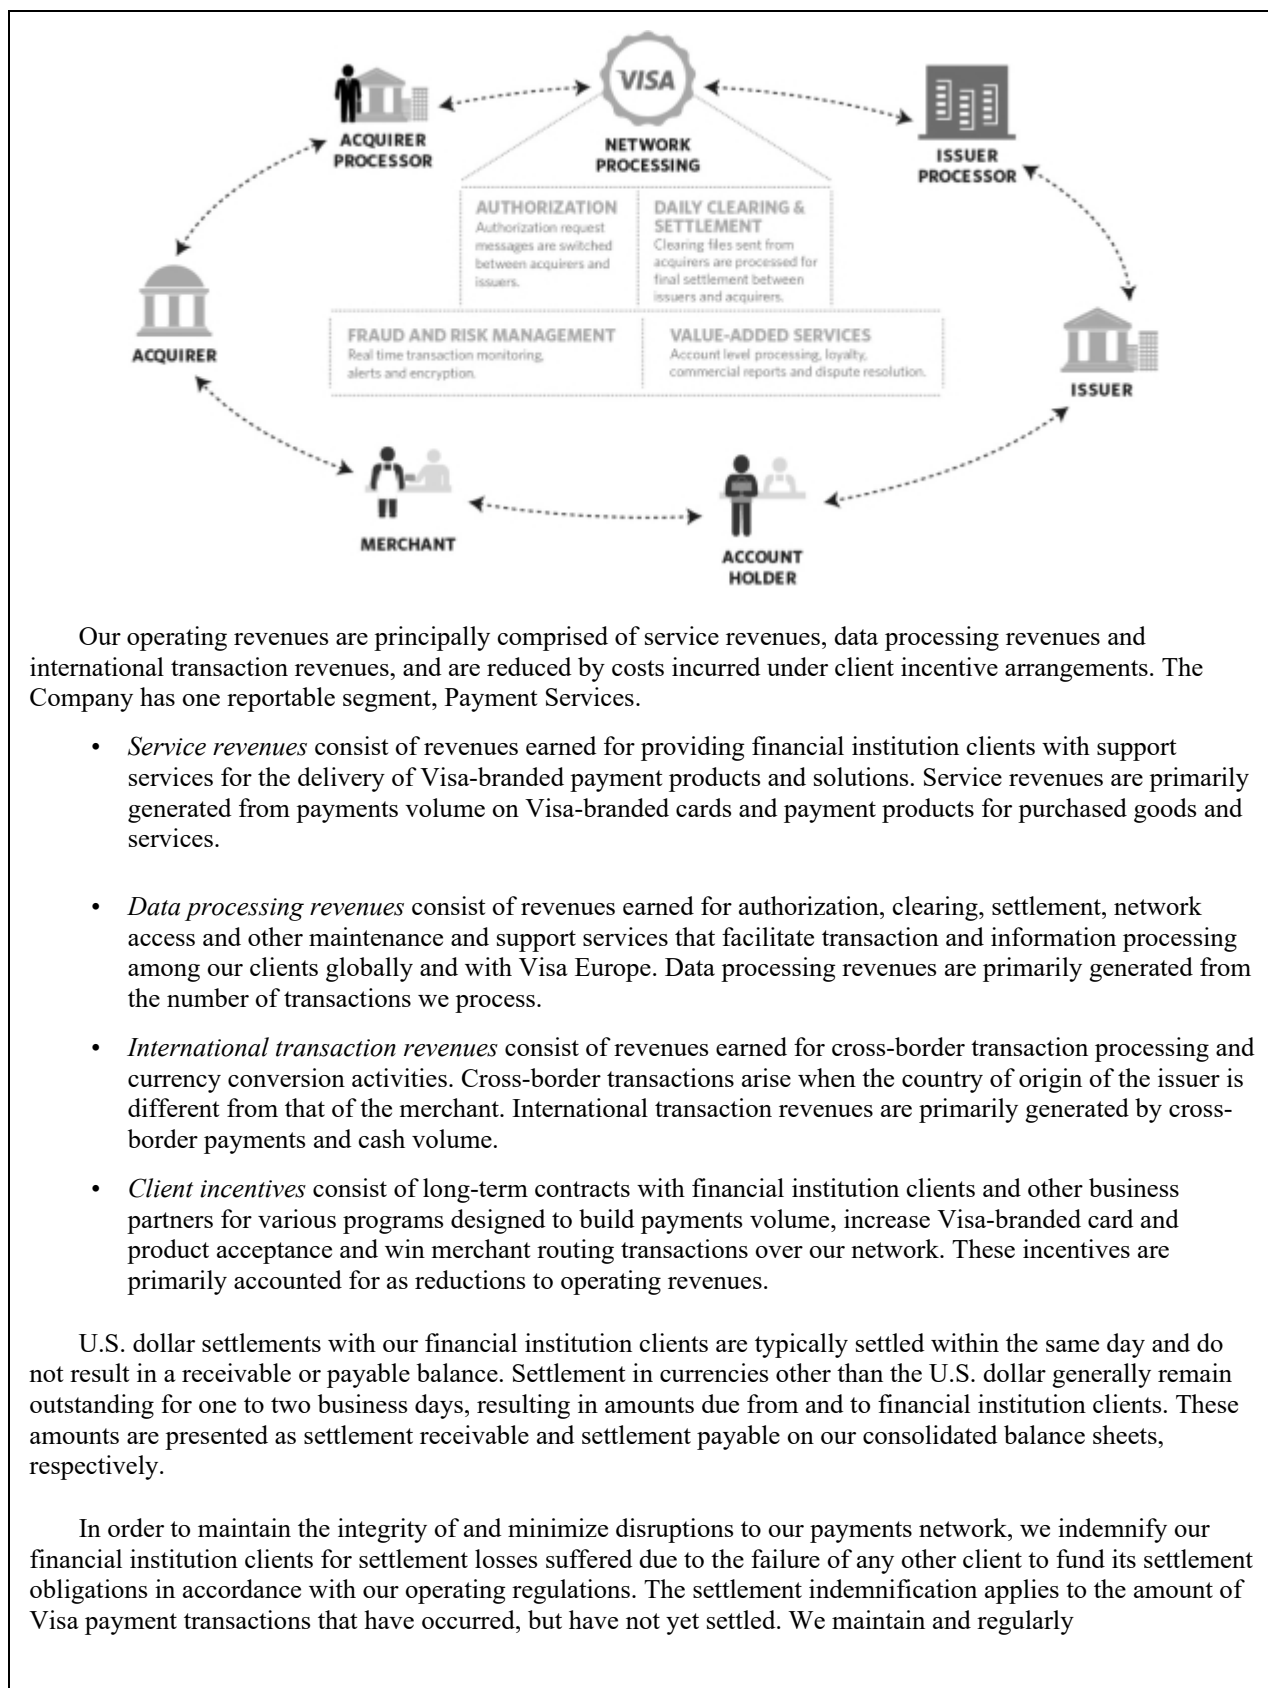 VISA
ACQUIRER
PROCESSOR
NETWORK
PROCESSING
ISSUER
PROCESSOR
AUTHORIZATION
Authorization request
messages are switched
between acquirers and
issuers.
DAILY CLEARING &
SETTLEMENT
Clearing files sent from
acquirers are processed for
final settlement between
issuers and acquirers.
ACQUIRER
FRAUD AND RISK MANAGEMENT
Real time transaction monitoring,
alerts and encryption.
VALUE-ADDED SERVICES
Account level processing, loyalty,
commercial reports and dispute resolution.
ISSUER
MERCHANT
ACCOUNT
HOLDER
Our operating revenues are principally comprised of service revenues, data processing revenues and
international transaction revenues, and are reduced by costs incurred under client incentive arrangements. The
Company has one reportable segment, Payment Services.
• Service revenues consist of revenues earned for providing financial institution clients with support
services for the delivery of Visa-branded payment products and solutions. Service revenues are primarily
generated from payments volume on Visa-branded cards and payment products for purchased goods and
services.
• Data processing revenues consist of revenues earned for authorization, clearing, settlement, network
access and other maintenance and support services that facilitate transaction and information processing
among our clients globally and with Visa Europe. Data processing revenues are primarily generated from
the number of transactions we process.
• International transaction revenues consist of revenues earned for cross-border transaction processing and
currency conversion activities. Cross-border transactions arise when the country of origin of the issuer is
different from that of the merchant. International transaction revenues are primarily generated by cross-
border payments and cash volume.
• Client incentives consist of long-term contracts with financial institution clients and other business
partners for various programs designed to build payments volume, increase Visa-branded card and
product acceptance and win merchant routing transactions over our network. These incentives are
primarily accounted for as reductions to operating revenues.
U.S. dollar settlements with our financial institution clients are typically settled within the same day and do
not result in a receivable or payable balance. Settlement in currencies other than the U.S. dollar generally remain
outstanding for one to two business days, resulting in amounts due from and to financial institution clients. These
amounts are presented as settlement receivable and settlement payable on our consolidated balance sheets,
respectively.
In order to maintain the integrity of and minimize disruptions to our payments network, we indemnify our
financial institution clients for settlement losses suffered due to the failure of any other client to fund its settlement
obligations in accordance with our operating regulations. The settlement indemnification applies to the amount of
Visa payment transactions that have occurred, but have not yet settled. We maintain and regularly